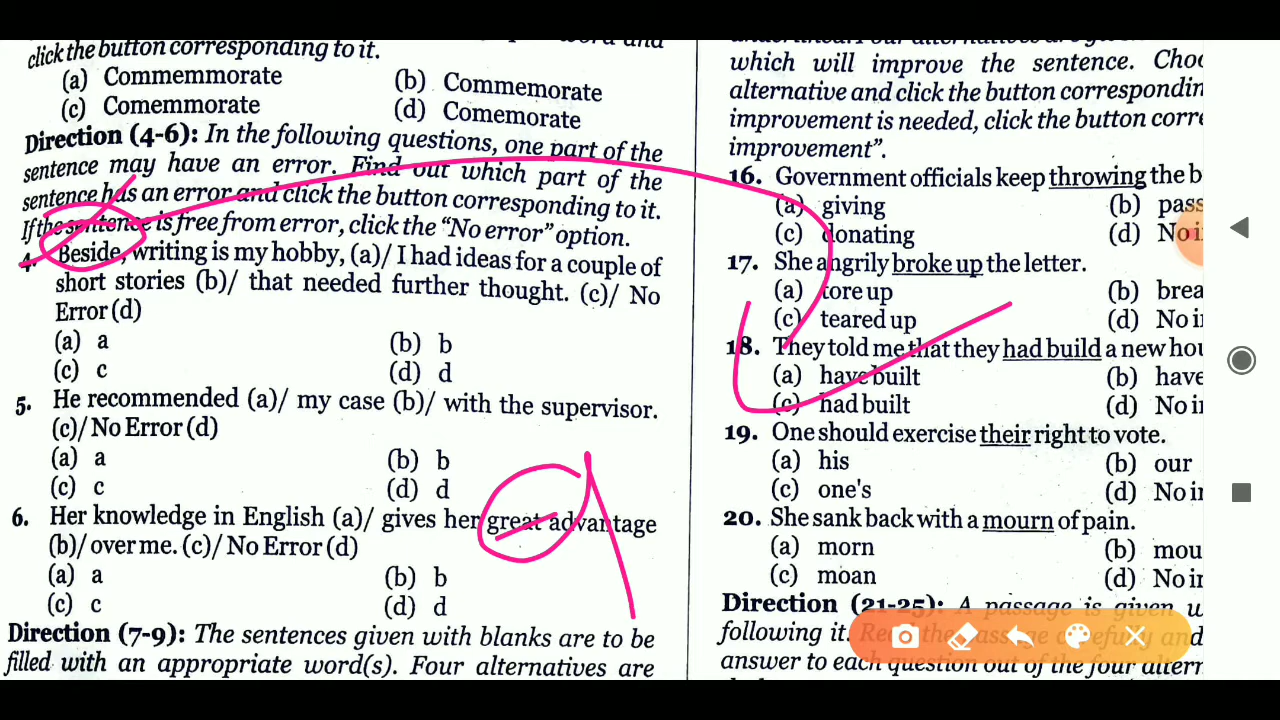 click the button corresponding to it.
(a) Commemmorate (b) Commemorate
(c) Comemmorate (d) Comemorate
Direction (4-6): In the following questions, one part of the
sentence may have an error. Find out which part of the
sentence has an error and click the button corresponding to it.
If the sentence is free from error, click the “No error” option.
4. Beside, writing is my hobby, (a)/ I had ideas for a couple of
short stories (b)/ that needed further thought. (c)/ No
Error (d)
(a) a (b) b
(c) c (d) d
5. He recommended (a)/ my case (b)/ with the supervisor.
(c)/ No Error (d)
(a) a (b) b
(c) c (d) d
6. Her knowledge in English (a)/ gives her great advantage
(b)/ over me. (c)/ No Error (d)
(a) a (b) b
(c) c (d) d
Direction (7-9): The sentences given with blanks are to be
filled with an appropriate word(s). Four alternatives are
which will improve the sentence. Choo
alternative and click the button correspondin
improvement is needed, click the button corre
improvement”.
16. Government officials keep throwing the b
(a) giving (b) pass
(c) donating (d) No i
17. She angrily broke up the letter.
(a) tore up (b) brea
(c) teared up (d) No i
18. They told me that they had build a new hou
(a) have built (b) have
(c) had built (d) No i
19. One should exercise their right to vote.
(a) his (b) our
(c) one's (d) No i
20. She sank back with a mourn of pain.
(a) morn (b) mou
(c) moan (d) No i
Direction (21-25): A passage is given w
following it. Read the passage carefully and
answer to each question out of the four altern